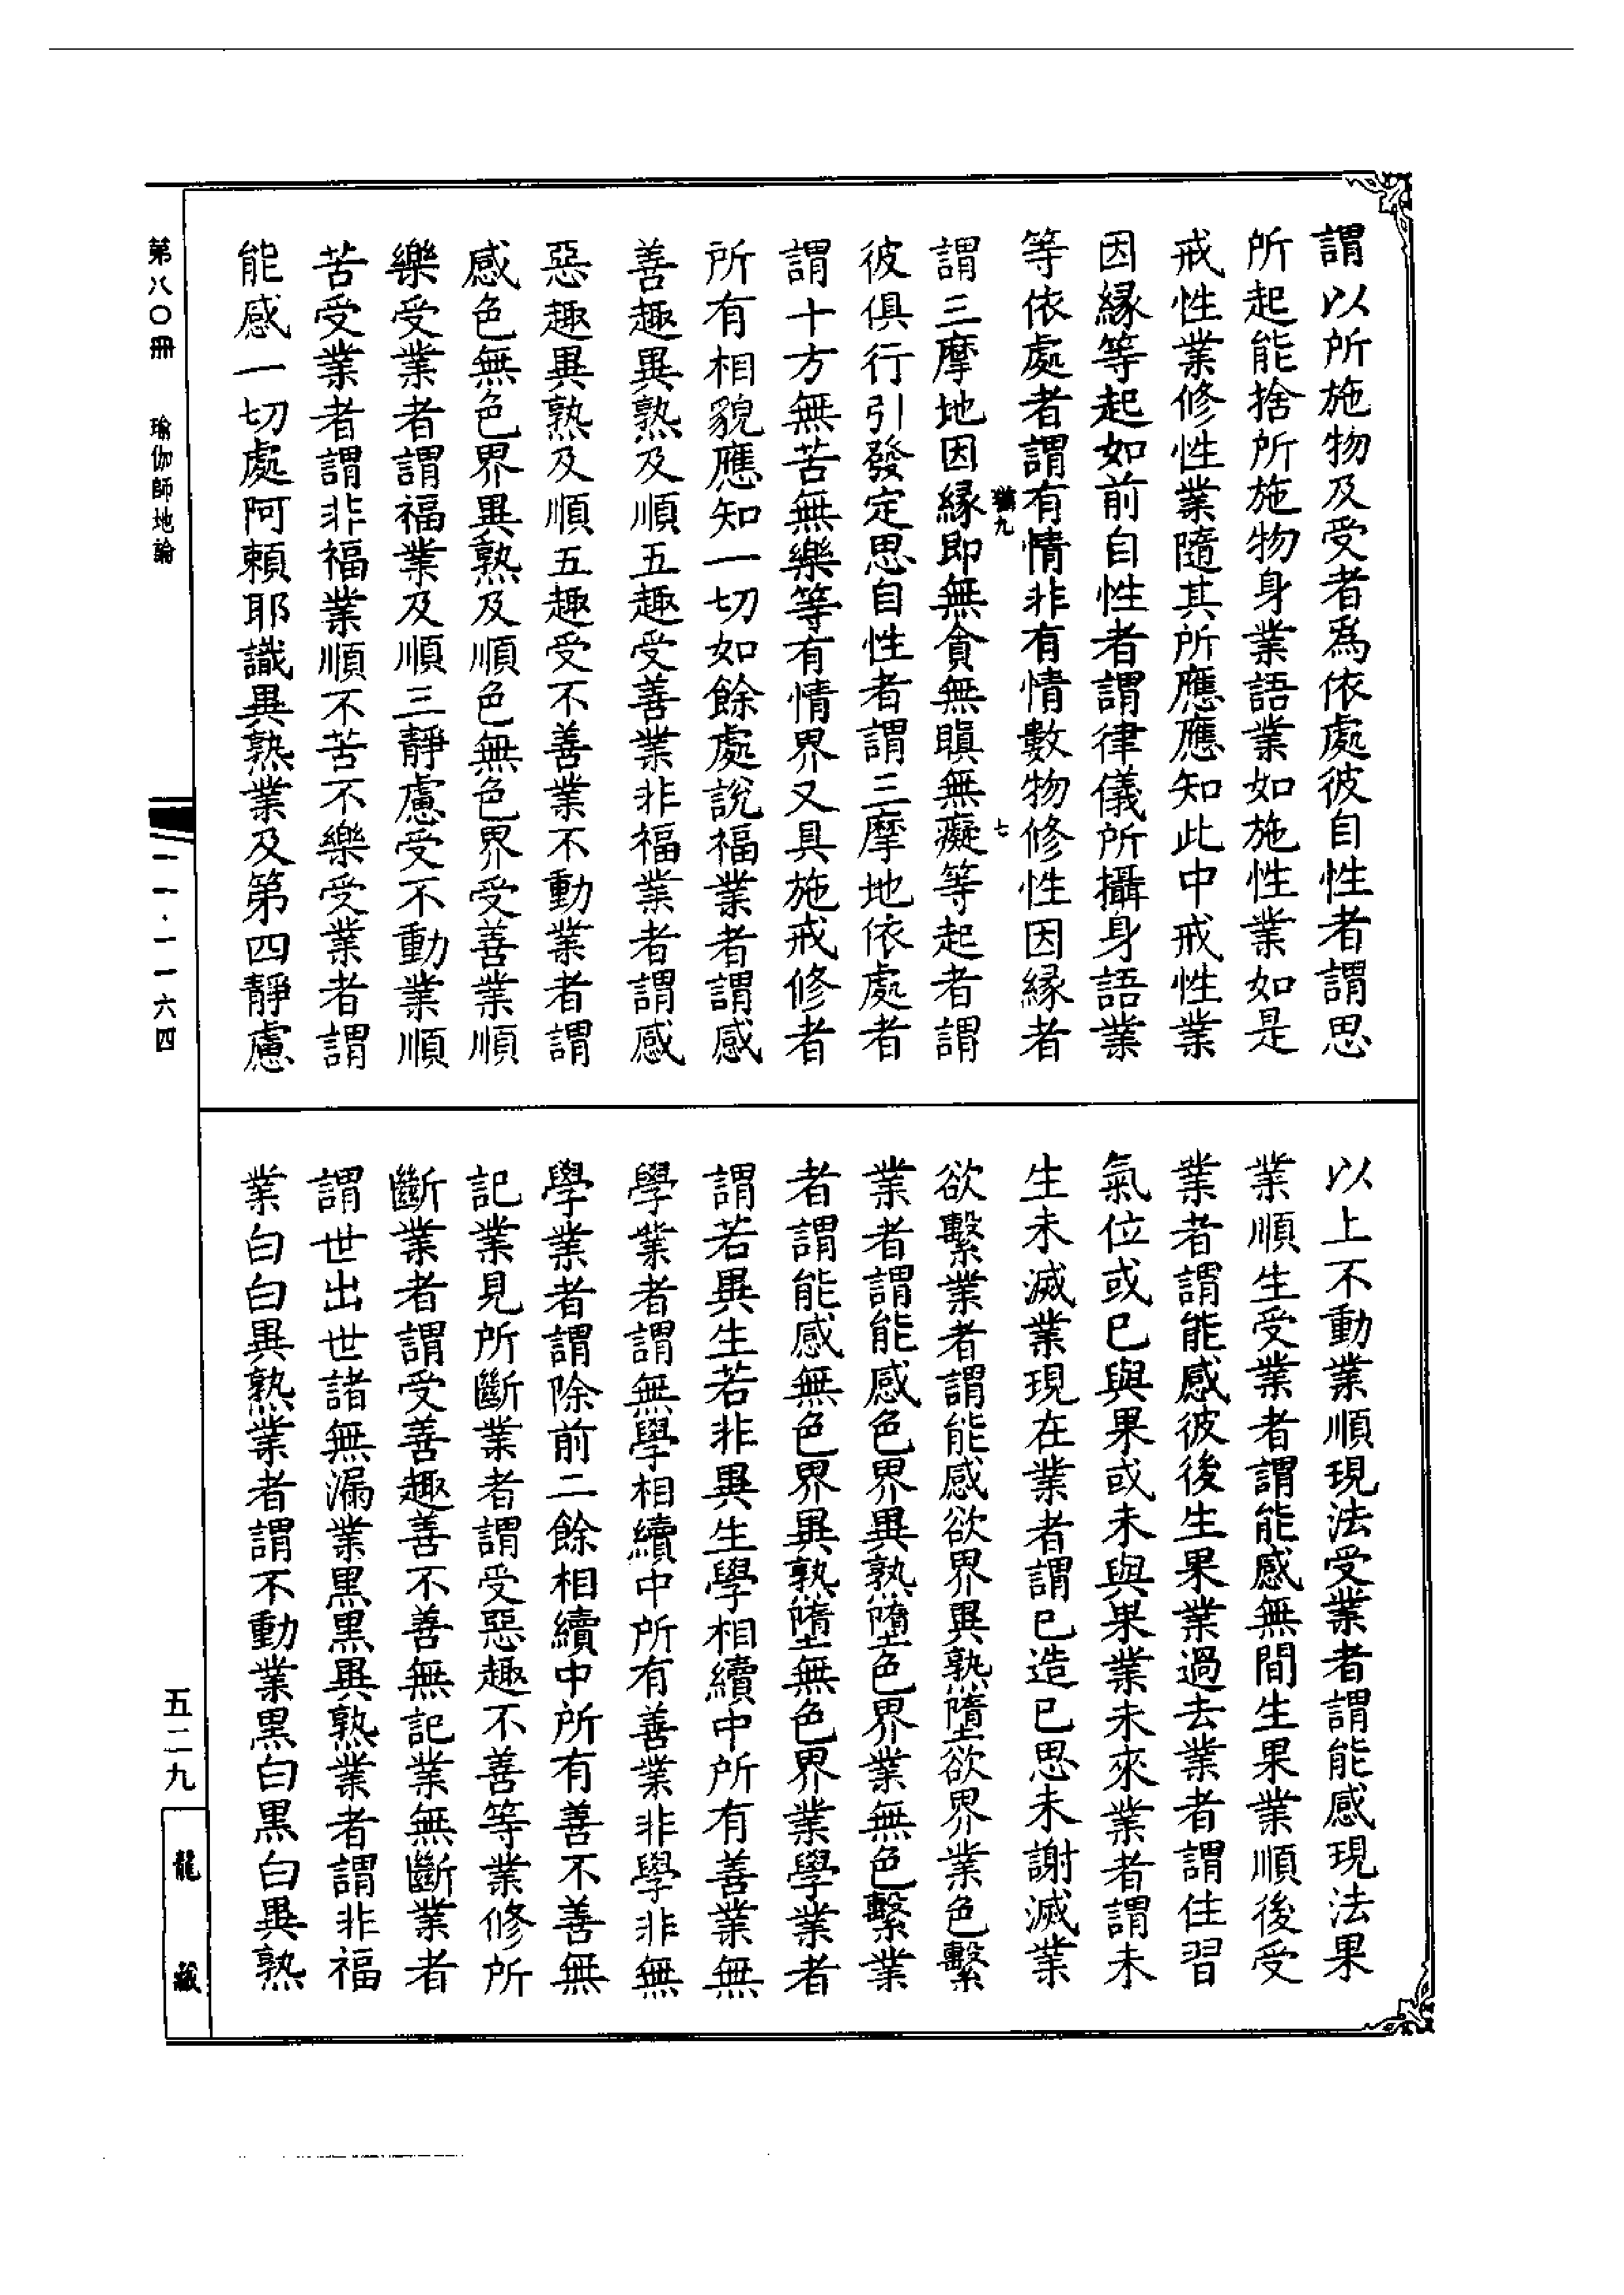 謂以所施物及受者爲依處彼自性者謂思
所起能捨所施物身業語業如施性業如是
戒性業修性業隨其所應應知此中戒性業
因緣等起如前自性者謂律儀所攝身語業
等依處者謂有情非有情數物修性因緣者
謂三摩地因緣即無貪無瞋無癡等起者謂
彼俱行引發定思自性者謂三摩地依處者
謂十方無苦無樂等有情界又具施戒修者
所有相貌應知一切如餘處說福業者謂感
善趣異熟及順五趣受善業非福業者謂感
惡趣異熟及順五趣受不善業不動業者謂
感色無色界異熟及順色無色界受善業順
樂受業者謂福業及順三靜慮受不動業順
苦受業者謂非福業順不苦不樂受業者謂
能感一切處阿賴耶識異熟業及第四靜慮
以上不動業順現法受業者謂能感現法果
業順生受業者謂能感無間生果業順後受
業者謂能感彼後生果業過去業者謂住習
氣位或已與果或未與果業未來業者謂未
生未滅業現在業者謂已造已思未謝滅業
欲繫業者謂能感欲界異熟墮欲界業色繫
業者謂能感色界異熟墮色界業無色繫業
者謂能感無色界異熟墮無色界業學業者
謂若異生若非異生學相續中所有善業無
學業者謂無學相續中所有善業非學非無
學業者謂除前二餘相續中所有善不善無
記業見所斷業者謂受惡趣不善等業修所
斷業者謂受善趣善不善無記業無斷業者
謂世出世諸無漏業黑黑異熟業者謂非福
業白白異熟業者謂不動業黑白黑白異熟
九
七
第八〇冊 瑜伽師地論
一一一·一一六四
五二九
龍藏